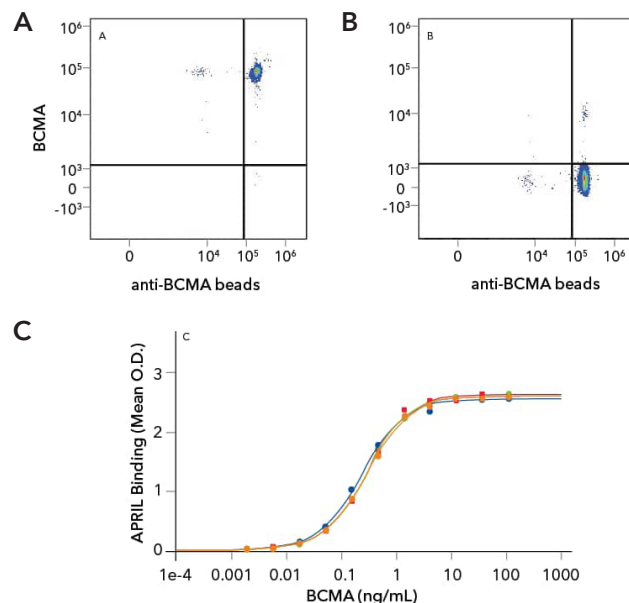 A
A
10⁶
10⁵
10⁴
10³
0
-10³
BCMA
0
10⁴
10⁵
10⁶
anti-BCMA beads
B
B
10⁶
10⁵
10⁴
10³
0
-10³
0
10⁴
10⁵
10⁶
anti-BCMA beads
C
C
3
2
1
0
APRIL Binding (Mean O.D.)
1e-4
0.001
0.01
0.1
1
10
100
1000
BCMA (ng/mL)